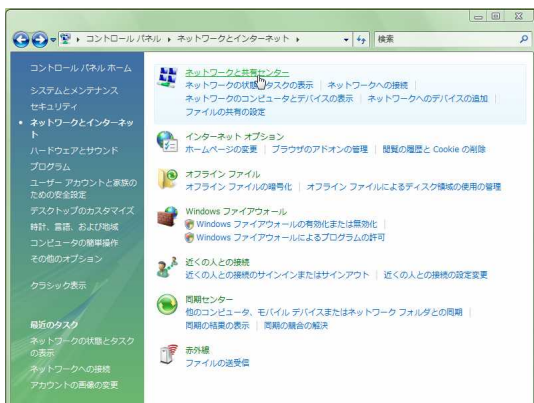 コントロール パネル ▸ ネットワークとインターネット ▸
検索
コントロール パネル ホーム
システムとメンテナンス
セキュリティ
• ネットワークとインターネッ
ト
ハードウェアとサウンド
プログラム
ユーザー アカウントと家族の
ための安全設定
デスクトップのカスタマイズ
時計、言語、および地域
コンピュータの簡単操作
その他のオプション
クラシック表示
最近のタスク
ネットワークの状態とタスク
の表示
ネットワークへの接続
アカウントの画像の変更
ネットワークと共有センター
ネットワークの状態とタスクの表示 | ネットワークへの接続 |
ネットワークのコンピュータとデバイスの表示 | ネットワークへのデバイスの追加 |
ファイルの共有の設定
インターネット オプション
ホームページの変更 | ブラウザのアドオンの管理 | 閲覧の履歴と Cookie の削除
オフライン ファイル
オフライン ファイルの暗号化 | オフライン ファイルによるディスク領域の使用の管理
Windows ファイアウォール
Windows ファイアウォールの有効化または無効化 |
Windows ファイアウォールによるプログラムの許可
近くの人との接続
近くの人との接続のサインインまたはサインアウト | 近くの人との接続の設定変更
同期センター
他のコンピュータ、モバイル デバイスまたはネットワーク フォルダとの同期 |
同期の結果の表示 | 同期の競合の解決
赤外線
ファイルの送受信